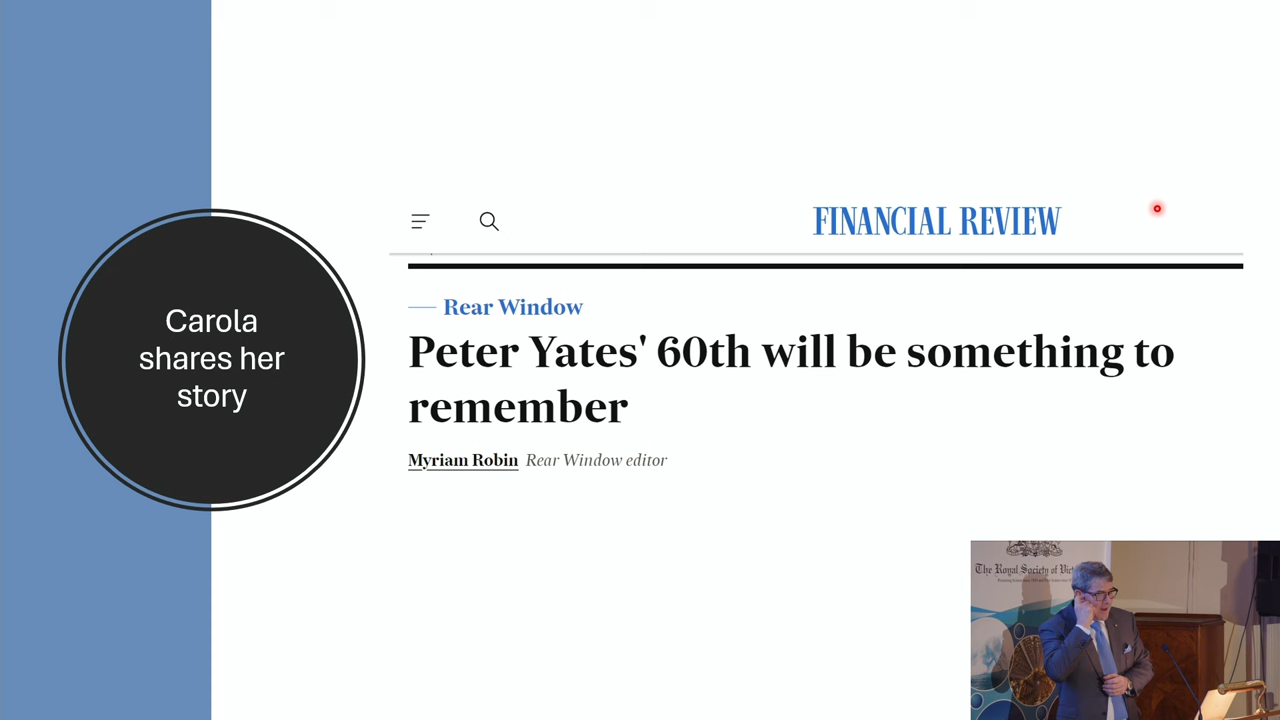 Carola
shares her
story
FINANCIAL REVIEW
Rear Window
Peter Yates' 60th will be something to
remember
Myriam Robin Rear Window editor
The Royal Society of Vict